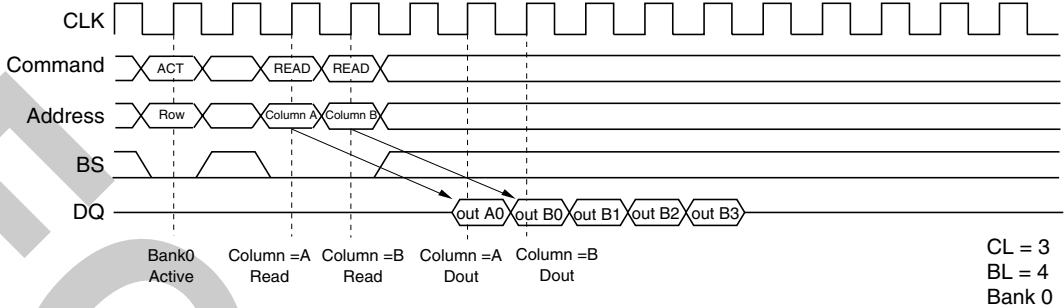 CLK
Command ACT READ READ
Address Row Column A Column B
BS
DQ out A0 out B0 out B1 out B2 out B3
Bank0 Column =A Column =B Column =A Column =B
Active Read Read Dout Dout
CL = 3
BL = 4
Bank 0